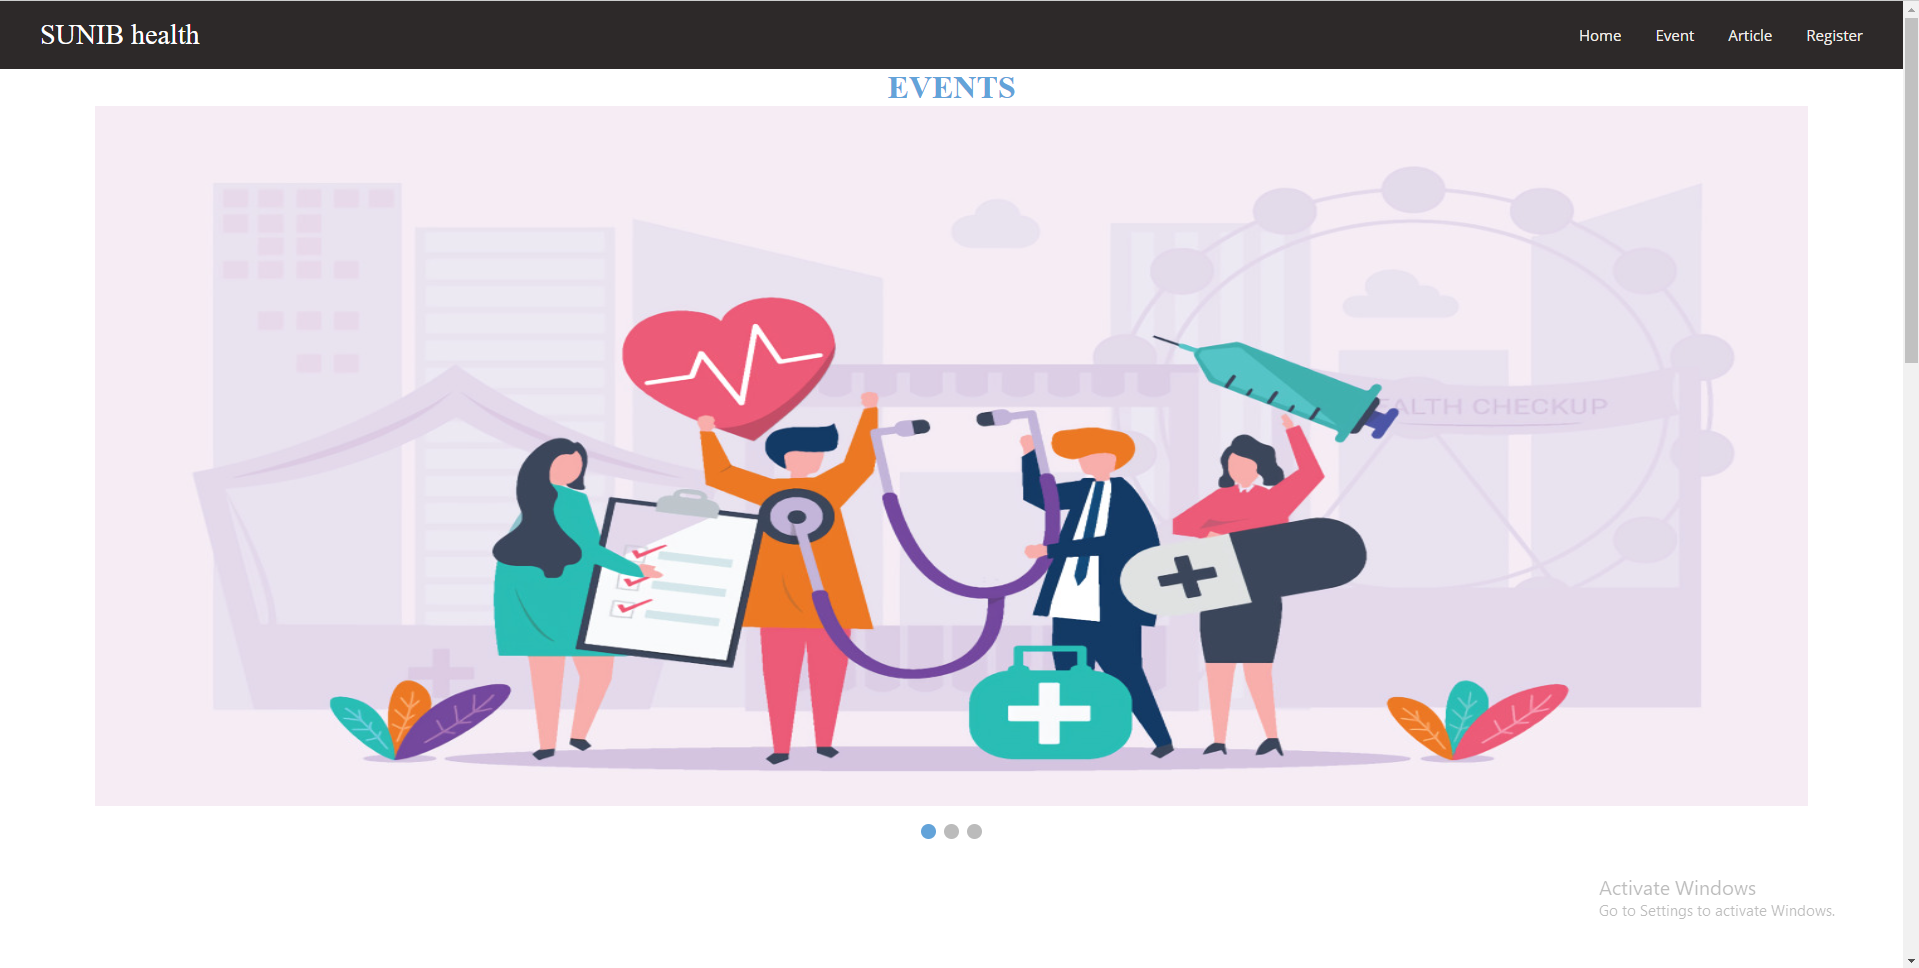 SUNIB health
Home Event Article Register
EVENTS
ALTH CHECKUP
Activate Windows
Go to Settings to activate Windows.